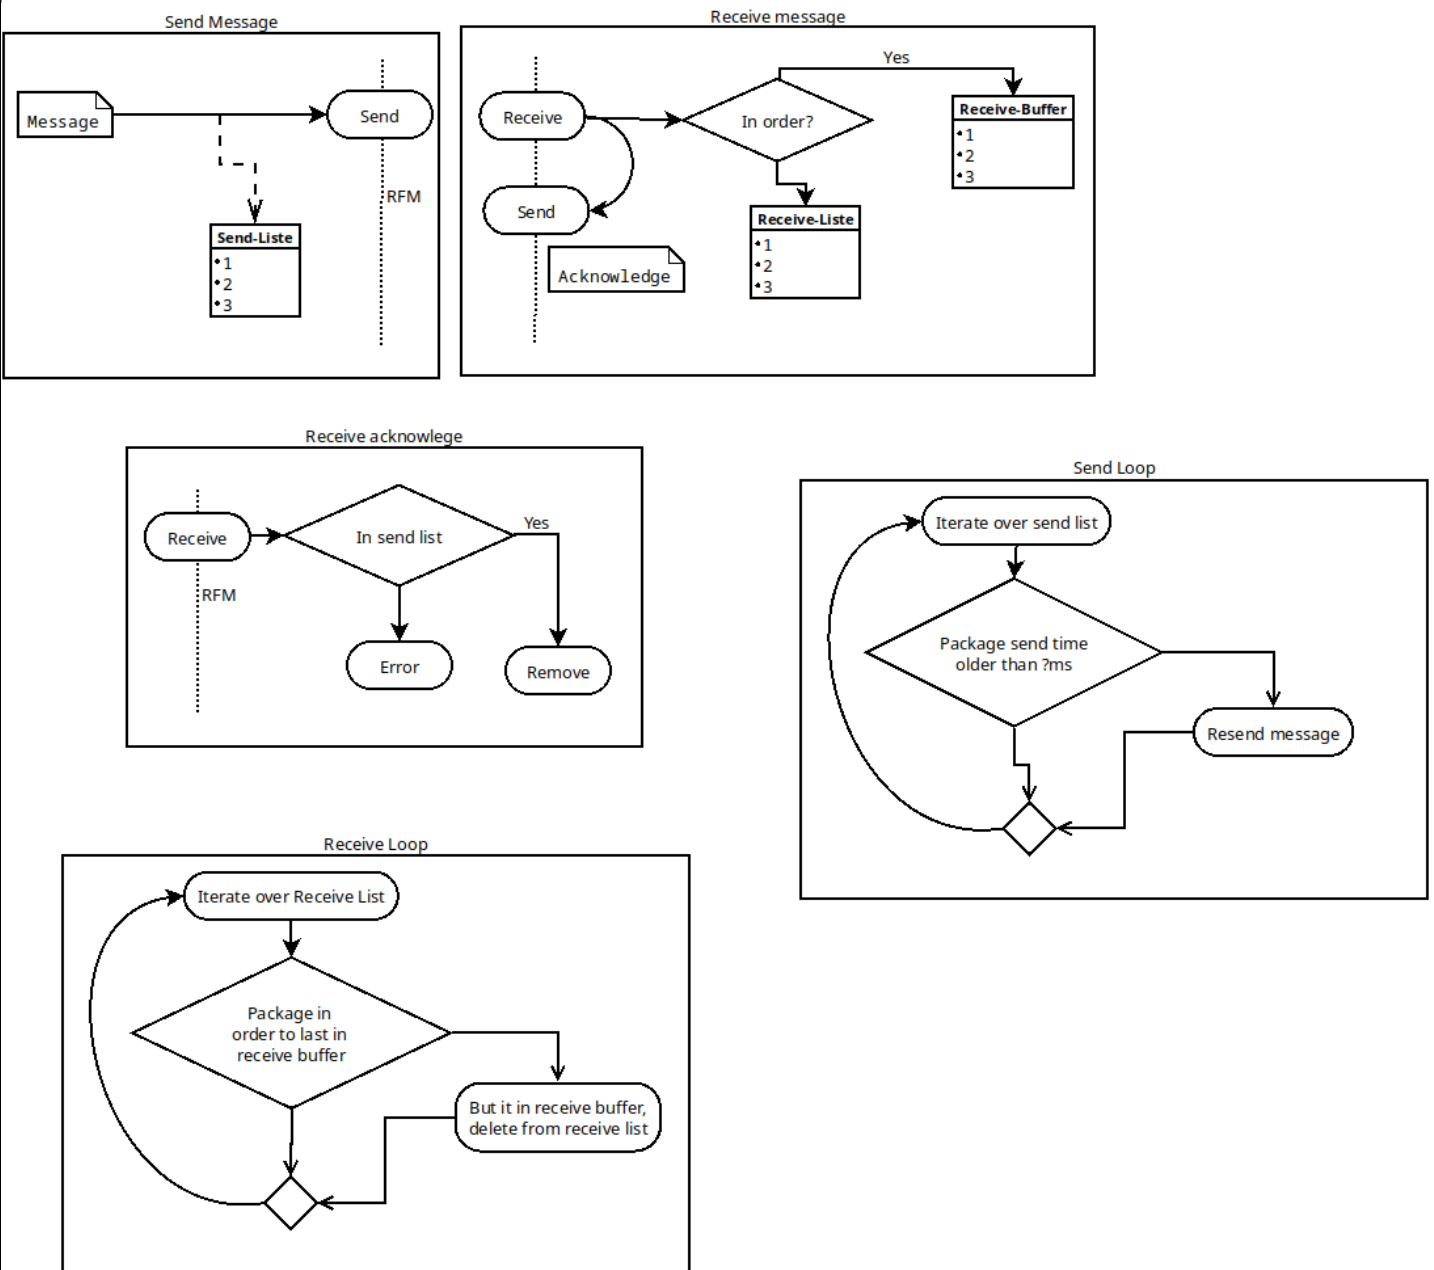 Send Message
Message
Send
RFM
Send-Liste
1
2
3
Receive message
Receive
In order?
Yes
Receive-Buffer
1
2
3
Send
Acknowledge
Receive-Liste
1
2
3
Receive acknowlege
Receive
In send list
Yes
RFM
Error
Remove
Send Loop
Iterate over send list
Package send time
older than ?ms
Resend message
Receive Loop
Iterate over Receive List
Package in
order to last in
receive buffer
But it in receive buffer,
delete from receive list